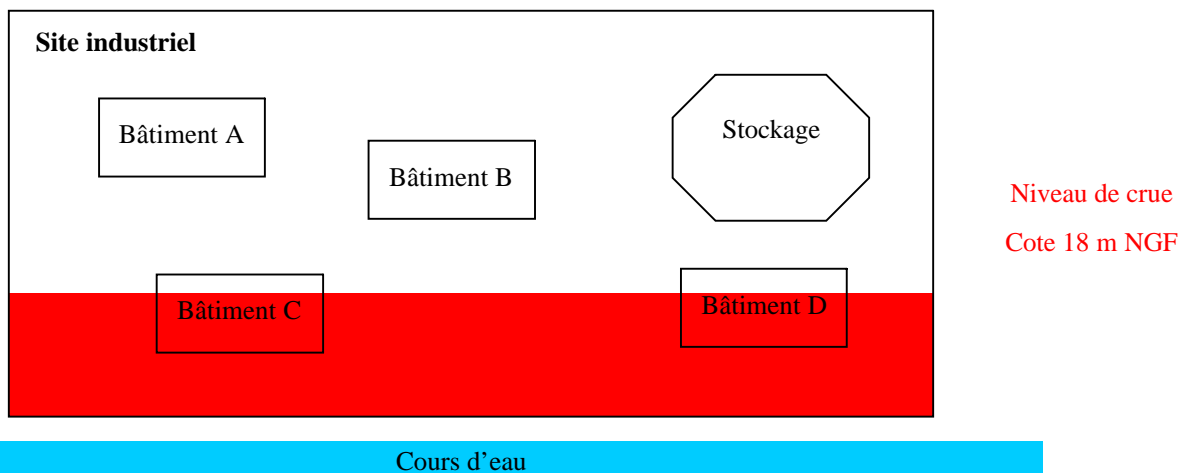 Site industriel
Bâtiment A
Stockage
Bâtiment B
Niveau de crue
Cote 18 m NGF
Bâtiment C
Bâtiment D
Cours d’eau